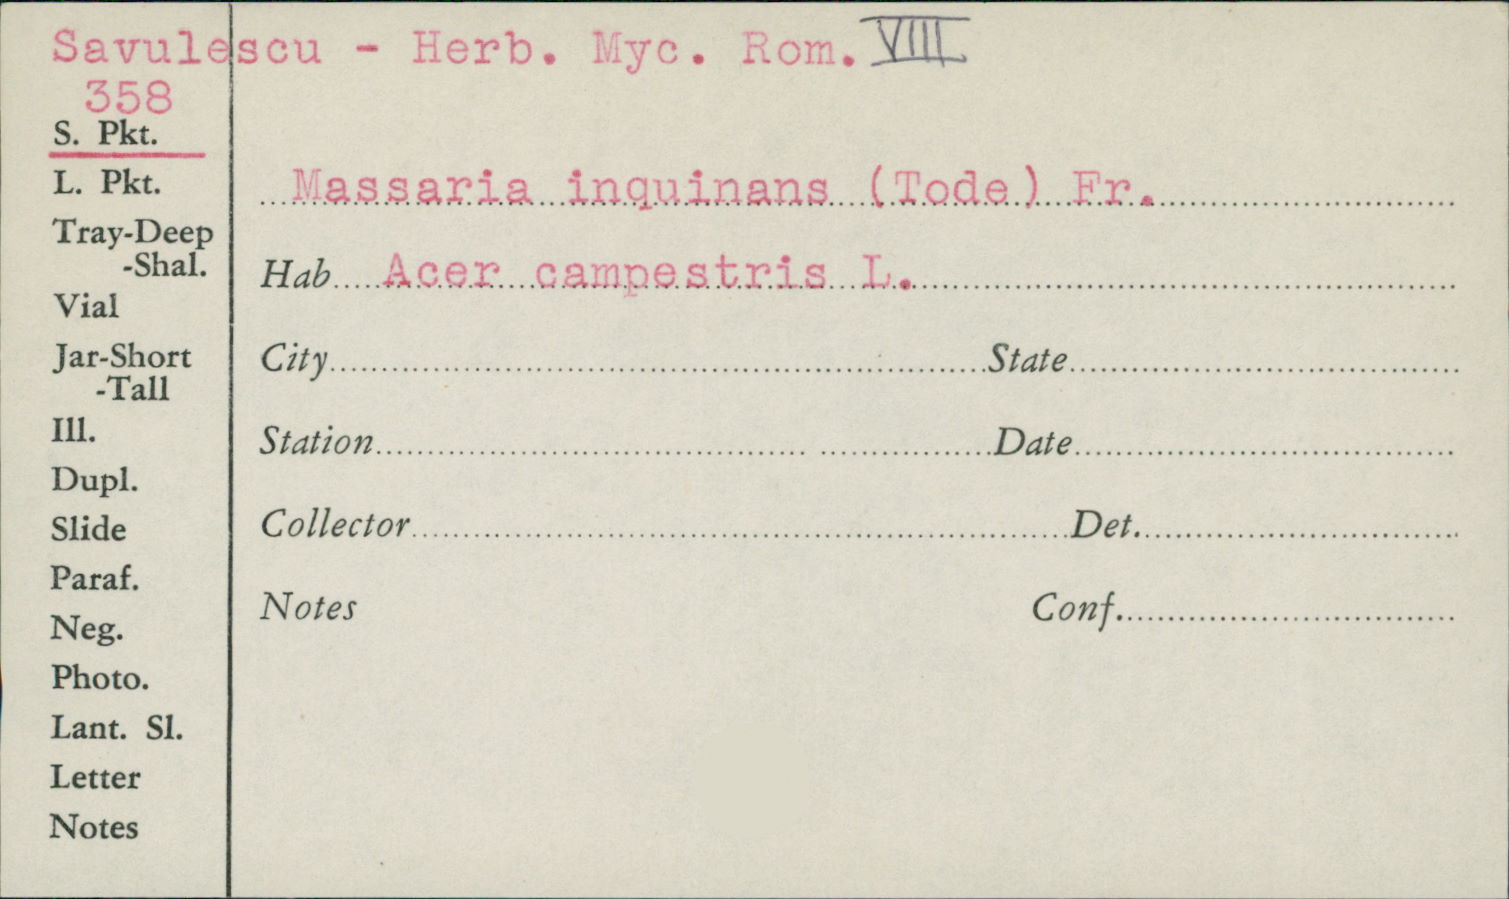 Savulescu - Herb. Myc. Rom. VIII
358
S. Pkt.
L. Pkt.
Tray-Deep
-Shal.
Vial
Jar-Short
-Tall
Ill.
Dupl.
Slide
Paraf.
Neg.
Photo.
Lant. Sl.
Letter
Notes
Massaria inquinans (Tode) Fr.
Hab Acer campestris L.
City State
Station Date
Collector Det.
Notes Conf.